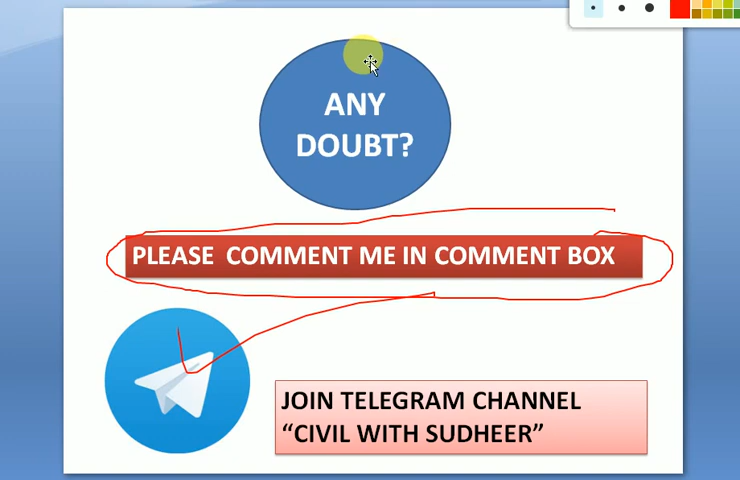 ANY
DOUBT?
PLEASE COMMENT ME IN COMMENT BOX
JOIN TELEGRAM CHANNEL
“CIVIL WITH SUDHEER”